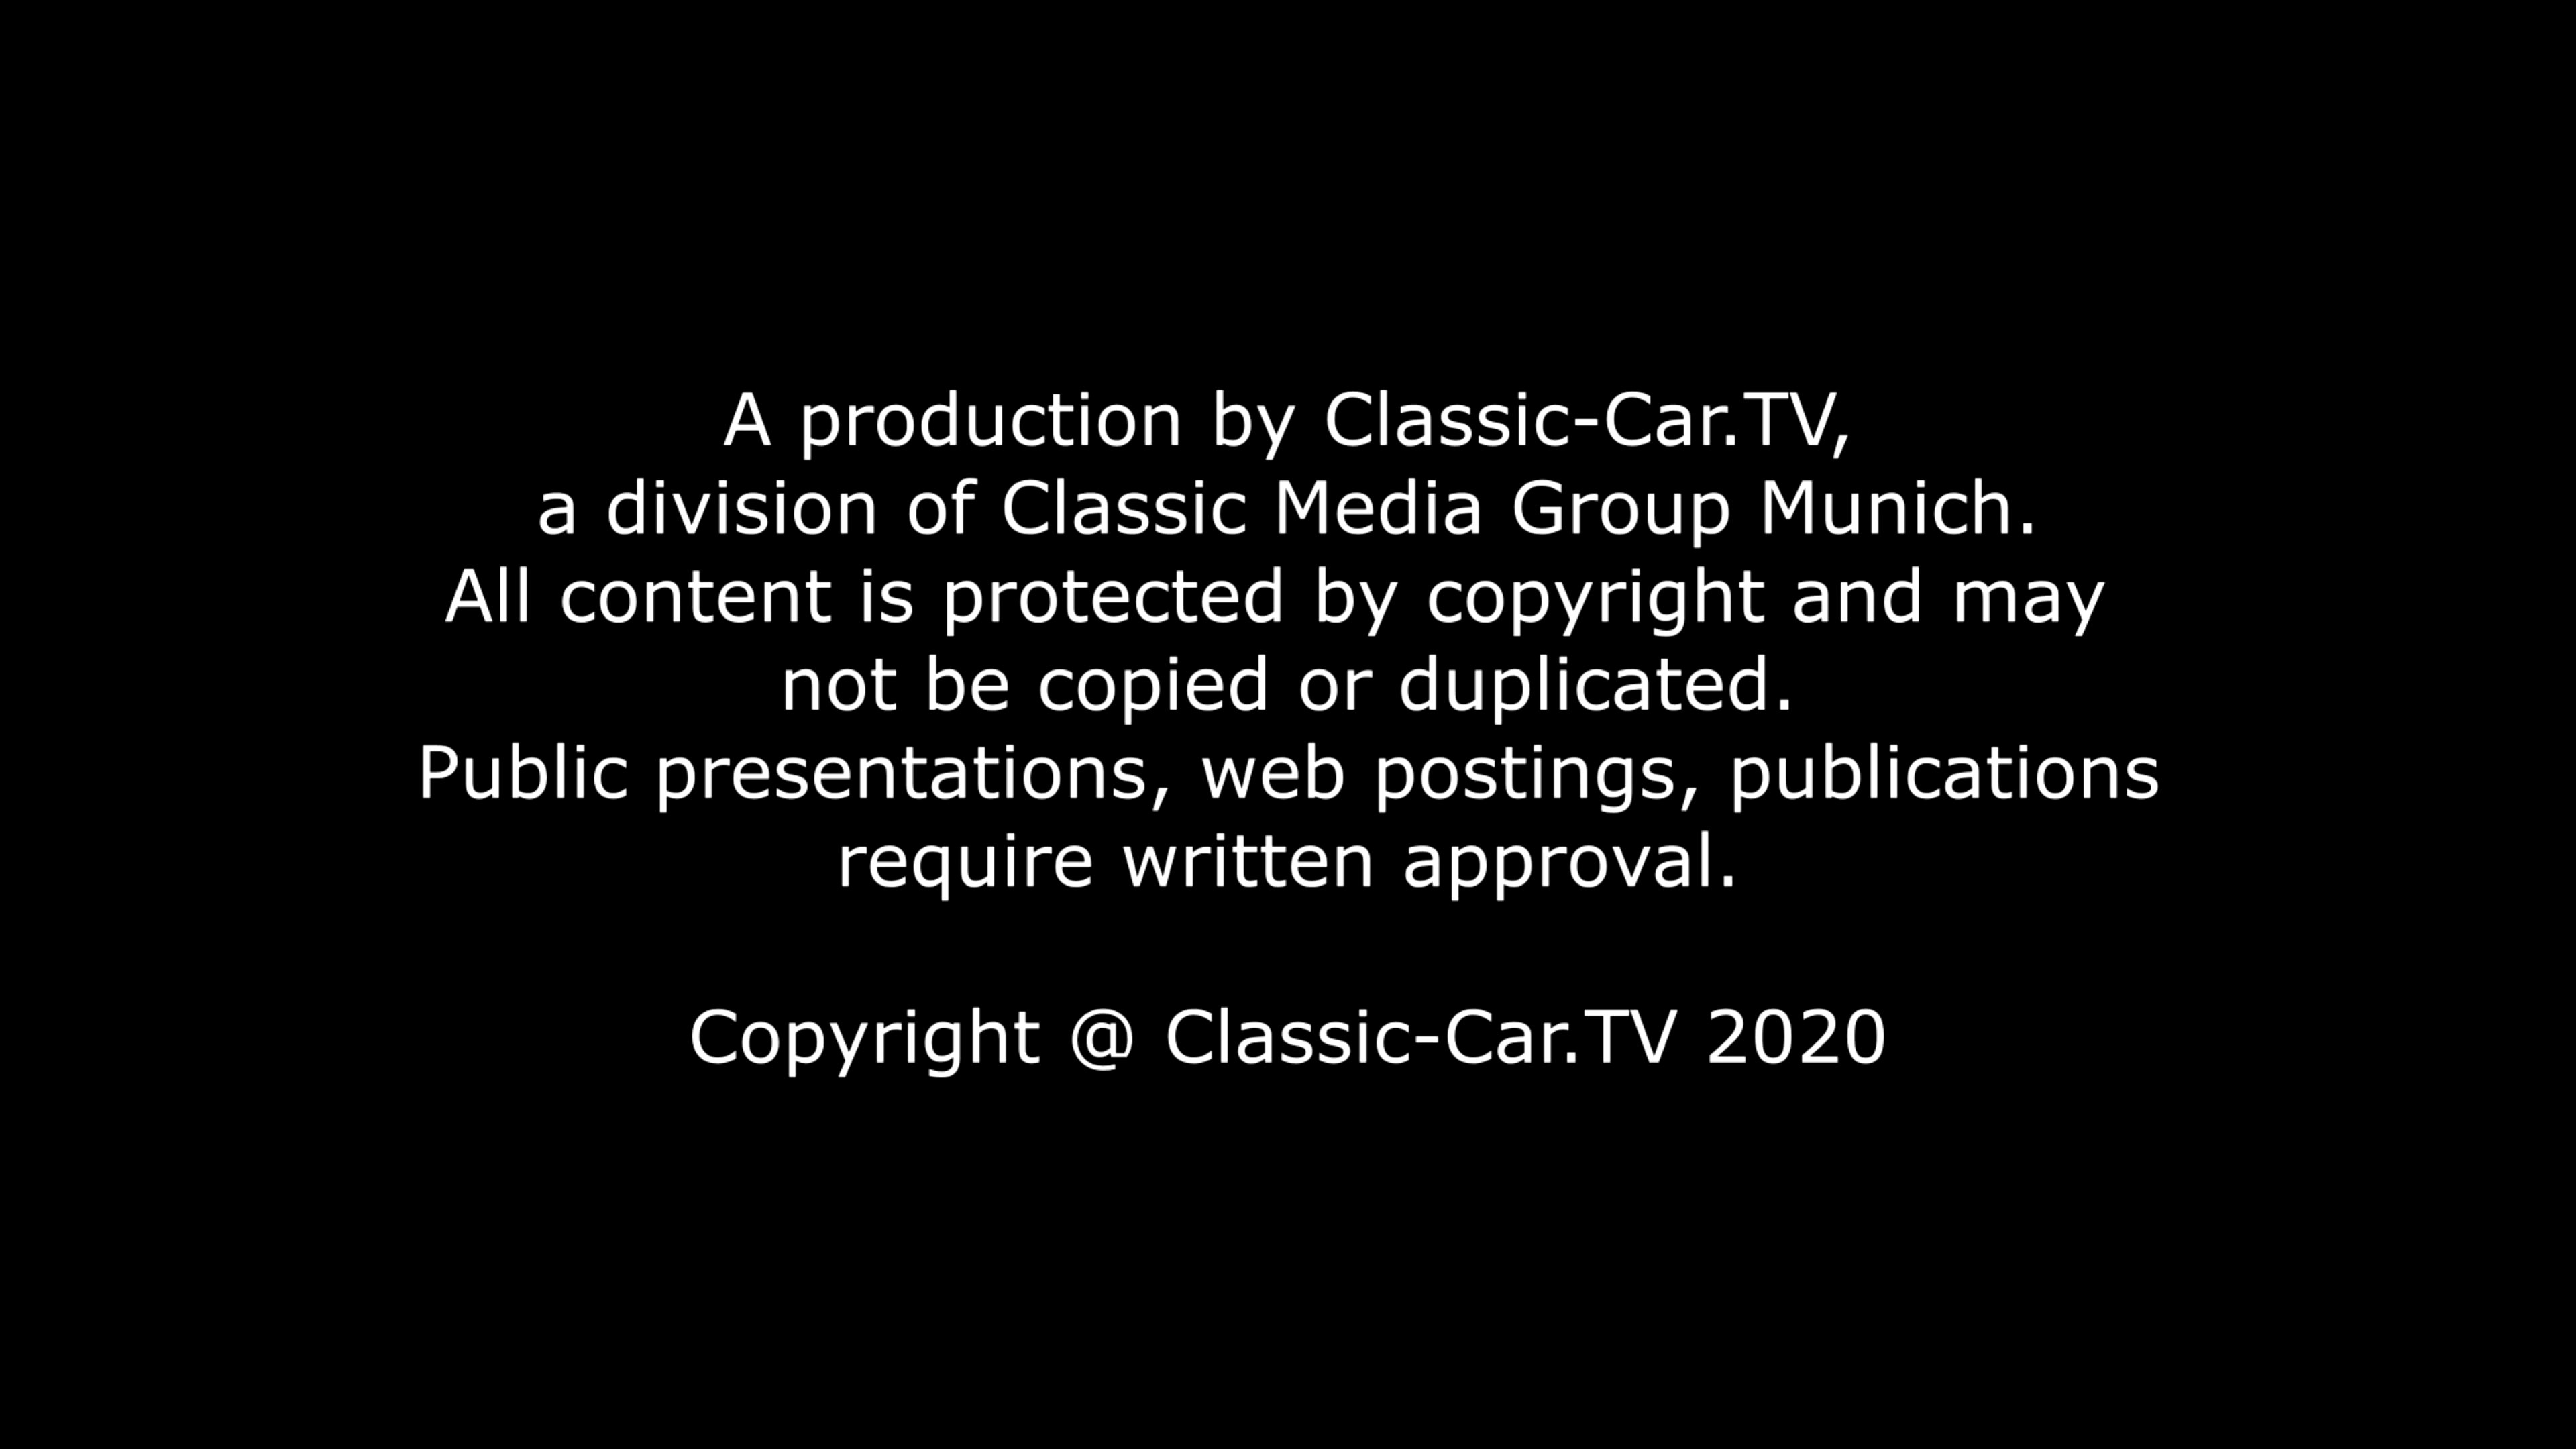 A production by Classic-Car.TV,
a division of Classic Media Group Munich.
All content is protected by copyright and may
not be copied or duplicated.
Public presentations, web postings, publications
require written approval.
Copyright @ Classic-Car.TV 2020